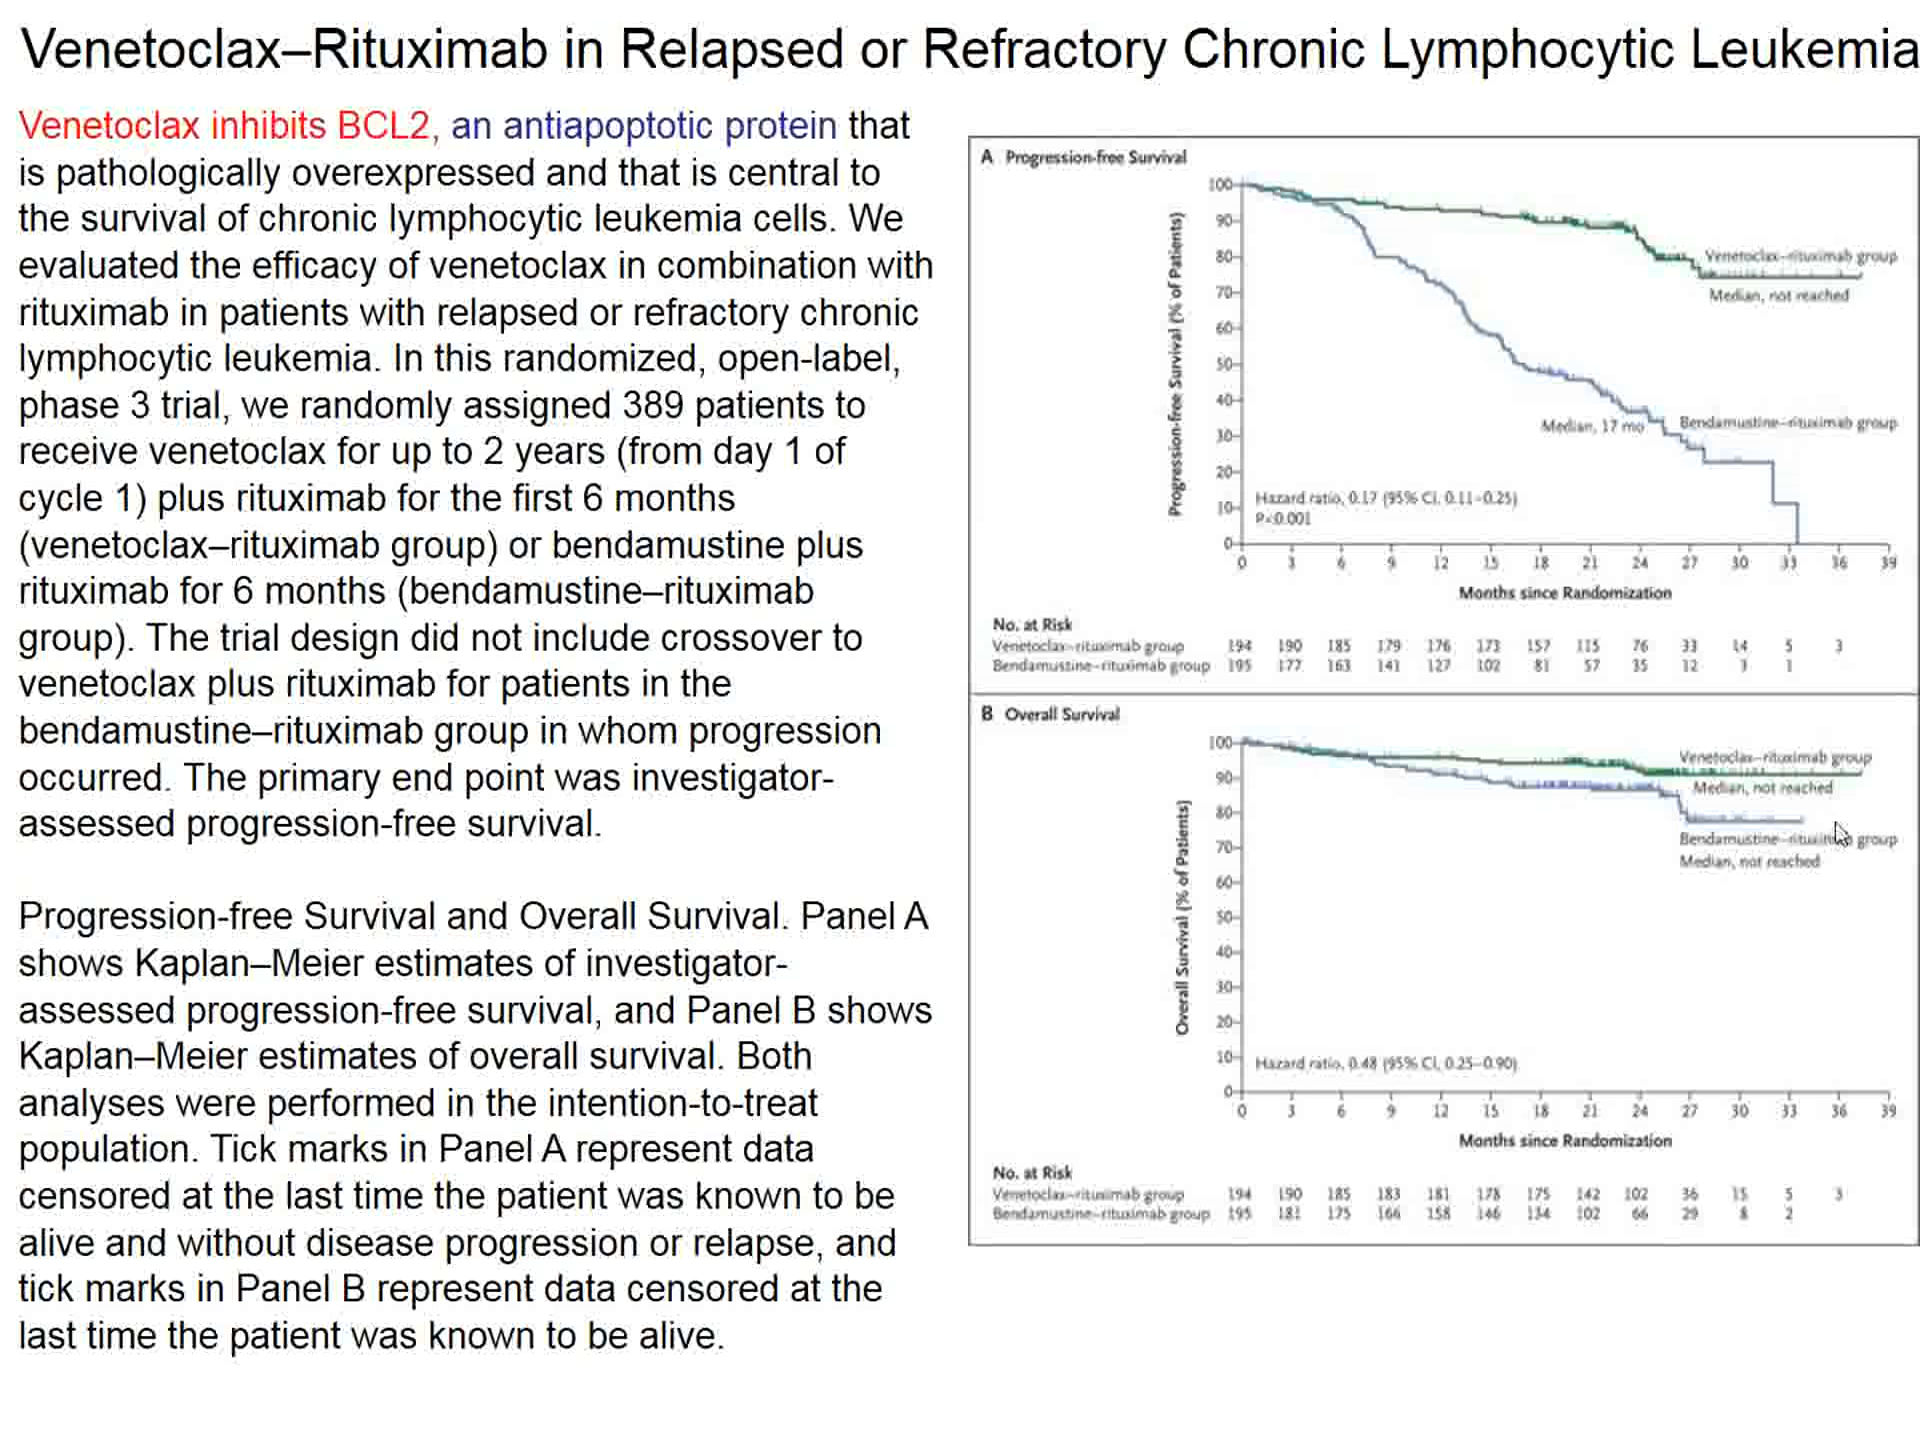 Venetoclax–Rituximab in Relapsed or Refractory Chronic Lymphocytic Leukemia
Venetoclax inhibits BCL2, an antiapoptotic protein that
is pathologically overexpressed and that is central to
the survival of chronic lymphocytic leukemia cells. We
evaluated the efficacy of venetoclax in combination with
rituximab in patients with relapsed or refractory chronic
lymphocytic leukemia. In this randomized, open-label,
phase 3 trial, we randomly assigned 389 patients to
receive venetoclax for up to 2 years (from day 1 of
cycle 1) plus rituximab for the first 6 months
(venetoclax–rituximab group) or bendamustine plus
rituximab for 6 months (bendamustine–rituximab
group). The trial design did not include crossover to
venetoclax plus rituximab for patients in the
bendamustine–rituximab group in whom progression
occurred. The primary end point was investigator-
assessed progression-free survival.
Progression-free Survival and Overall Survival. Panel A
shows Kaplan–Meier estimates of investigator-
assessed progression-free survival, and Panel B shows
Kaplan–Meier estimates of overall survival. Both
analyses were performed in the intention-to-treat
population. Tick marks in Panel A represent data
censored at the last time the patient was known to be
alive and without disease progression or relapse, and
tick marks in Panel B represent data censored at the
last time the patient was known to be alive.
A Progression-free Survival
Progression-free Survival (% of Patients)
100
90
80
70
60
50
40
30
20
10
0
Venetoclax–rituximab group
Median, not reached
Median, 17 mo
Bendamustine–rituximab group
Hazard ratio, 0.17 (95% CI, 0.11–0.25)
P<0.001
0 3 6 9 12 15 18 21 24 27 30 33 36 39
Months since Randomization
No. at Risk
Venetoclax–rituximab group 194 190 185 179 176 173 157 115 76 33 14 5 3
Bendamustine–rituximab group 195 177 163 141 127 102 81 57 35 12 3 1
B Overall Survival
Overall Survival (% of Patients)
100
90
80
70
60
50
40
30
20
10
0
Venetoclax–rituximab group
Median, not reached
Bendamustine–rituximab group
Median, not reached
Hazard ratio, 0.48 (95% CI, 0.25–0.90)
0 3 6 9 12 15 18 21 24 27 30 33 36 39
Months since Randomization
No. at Risk
Venetoclax–rituximab group 194 190 185 183 181 178 175 142 102 36 15 5 3
Bendamustine–rituximab group 195 181 175 166 158 146 134 102 66 29 8 2